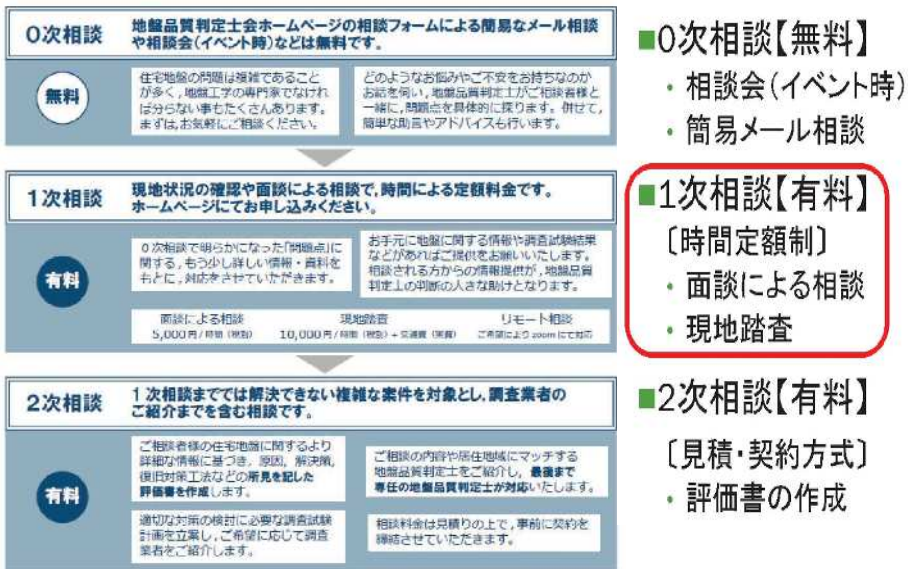 0次相談
地盤品質判定士会ホームページの相談フォームによる簡易なメール相談
や相談会(イベント時)などは無料です。
無料
住宅地盤の問題は複雑であること
が多く,地盤工学の専門家でなけれ
ば分らない事もたくさんあります。
まずは,お気軽にご相談ください。
どのようなお悩みやご不安をお持ちなのか
お話を伺い,地盤品質判定士がご相談者様と
一緒に,問題点を具体的に探ります。併せて,
簡単な助言やアドバイスも行います。
1次相談
現地状況の確認や面談による相談で,時間による定額料金です。
ホームページにてお申し込みください。
有料
0次相談で明らかになった「問題点」に
関する,もう少し詳しい情報・資料を
もとに,対応をさせていただきます。
お手元に地盤に関する情報や調査試験結果
などがあればご提供をお願いいたします。
相談される方からの情報提供が,地盤品質
判定士の判断の大きな助けとなります。
面談による相談
5,000円/時間(税別)
現地踏査
10,000円/時間(税別)+交通費(実費)
リモート相談
ご希望により zoom にて対応
2次相談
1次相談まででは解決できない複雑な案件を対象とし,調査業者の
ご紹介までを含む相談です。
有料
ご相談者様の住宅地盤に関するより
詳細な情報に基づき,原因,解決策,
復旧対策工法などの所見を記した
評価書を作成します。
ご相談の内容や居住地域にマッチする
地盤品質判定士をご紹介し,最後まで
専任の地盤品質判定士が対応いたします。
適切な対策の検討に必要な調査試験
計画を立案し,ご希望に応じて調査
業者をご紹介します。
相談料金は見積りの上で,事前に契約を
締結させていただきます。
■0次相談【無料】
・相談会(イベント時)
・簡易メール相談
■1次相談【有料】
〔時間定額制〕
・面談による相談
・現地踏査
■2次相談【有料】
〔見積・契約方式〕
・評価書の作成